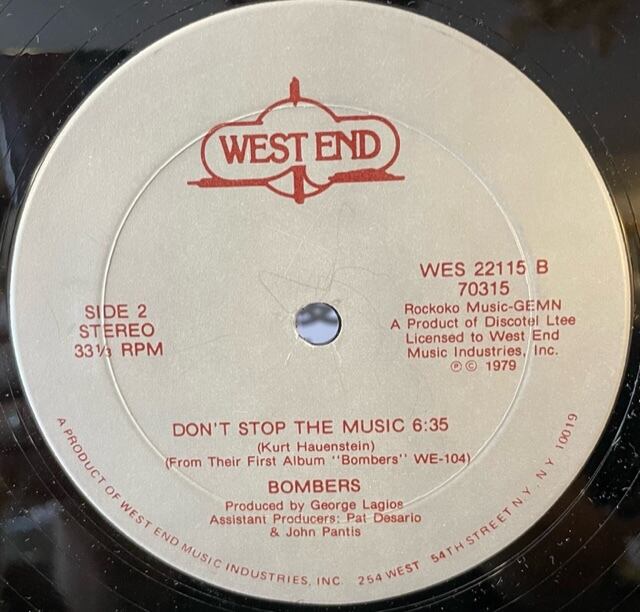 WEST END
WES 22115 B
70315
Rockoko Music-GEMN
A Product of Discotel Ltee
Licensed to West End
Music Industries, Inc.
℗ © 1979
SIDE 2
STEREO
33⅓ RPM
DON'T STOP THE MUSIC 6:35
(Kurt Hauenstein)
(From Their First Album "Bombers" WE-104)
BOMBERS
Produced by George Lagios
Assistant Producers: Pat Desario
& John Pantis
A PRODUCT OF WEST END MUSIC INDUSTRIES, INC. 254 WEST 54TH STREET N.Y. N.Y. 10019